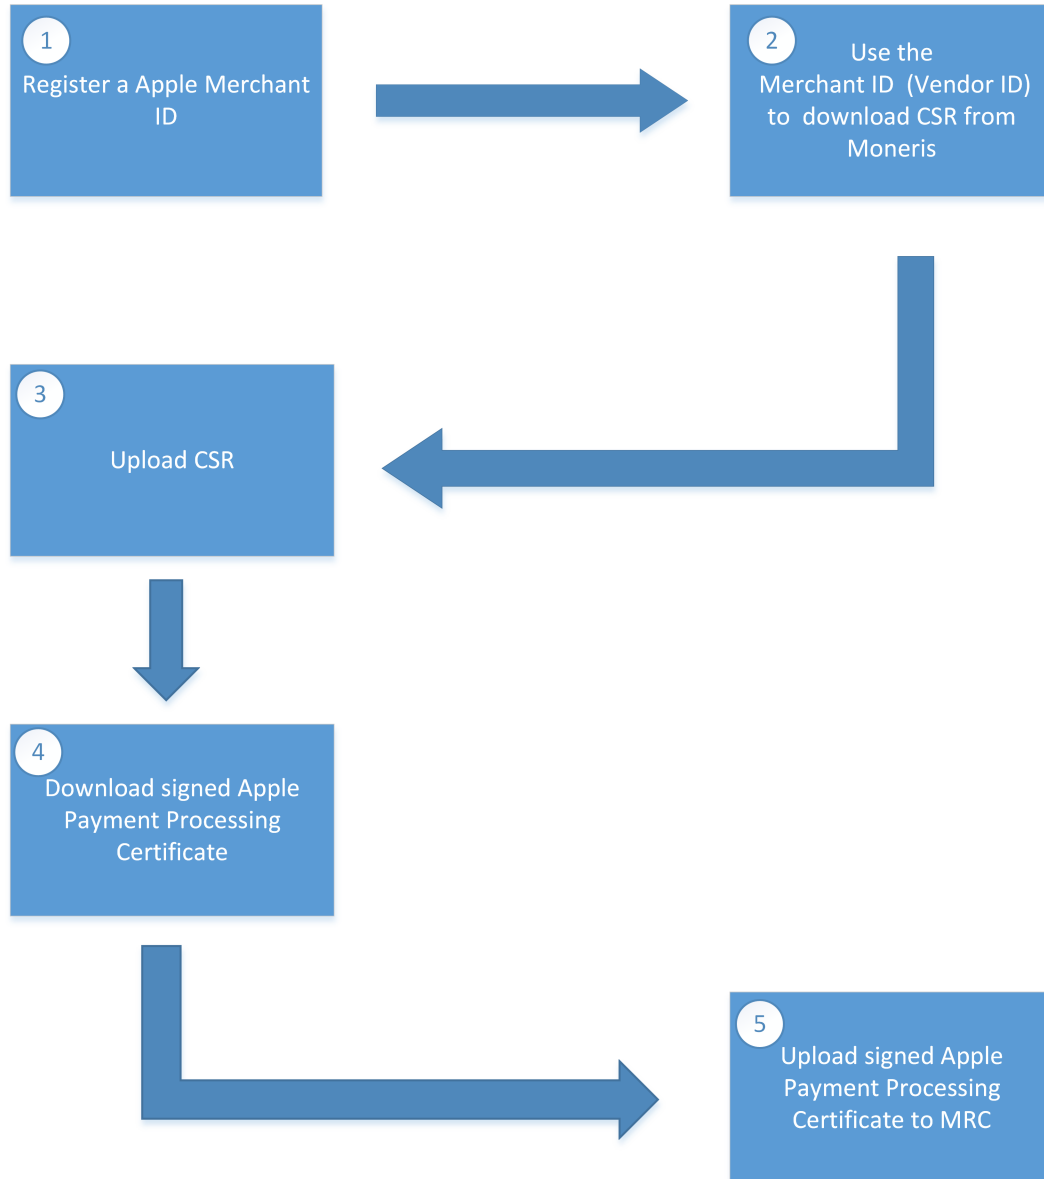 1
Register a Apple Merchant
ID
2
Use the
Merchant ID  (Vendor ID)
to  download CSR from
Moneris
3
Upload CSR
4
Download signed Apple
Payment Processing
Certificate
5
Upload signed Apple
Payment Processing
Certificate to MRC